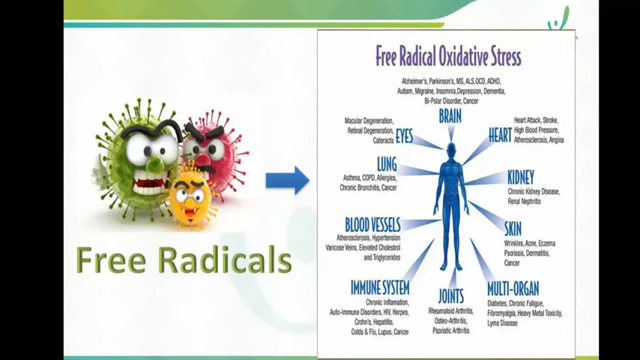 Free Radicals
Free Radical Oxidative Stress
Alzheimer's, Parkinson's, MS, ALS,OCD, ADHD,
Autism, Migraine, Insomnia,Depression, Dementia,
Bi-Polar Disorder, Cancer
BRAIN
Macular Degeneration,
Retinal Degeneration,
Cateracts
EYES
Heart Attack, Stroke,
High Blood Pressure,
Atherosclerosis, Angina
HEART
LUNG
Asthma, COPD, Allergies,
Chronic Bronchitis, Cancer
KIDNEY
Chronic Kidney Disease,
Renal Nephritis
BLOOD VESSELS
Atherosclerosis, Hypertension
Varicose Veins, Elevated Cholestrol
and Triglycerides
SKIN
Wrinkles, Acne, Eczema
Psoriasis, Dermatitis,
Cancer
IMMUNE SYSTEM
Chronic Inflamation,
Auto-Immune Disorders, HIV, Herpes,
Crohn's, Hepatitis,
Colds & Flu, Lupus, Cancer
JOINTS
Rheumatoid Arthritis,
Osteo-Arthritis,
Psoriatic Arthritis
MULTI-ORGAN
Diabetes, Chronic Fatigue,
Fibromyalgia, Heavy Metal Toxicity,
Lyme Disease